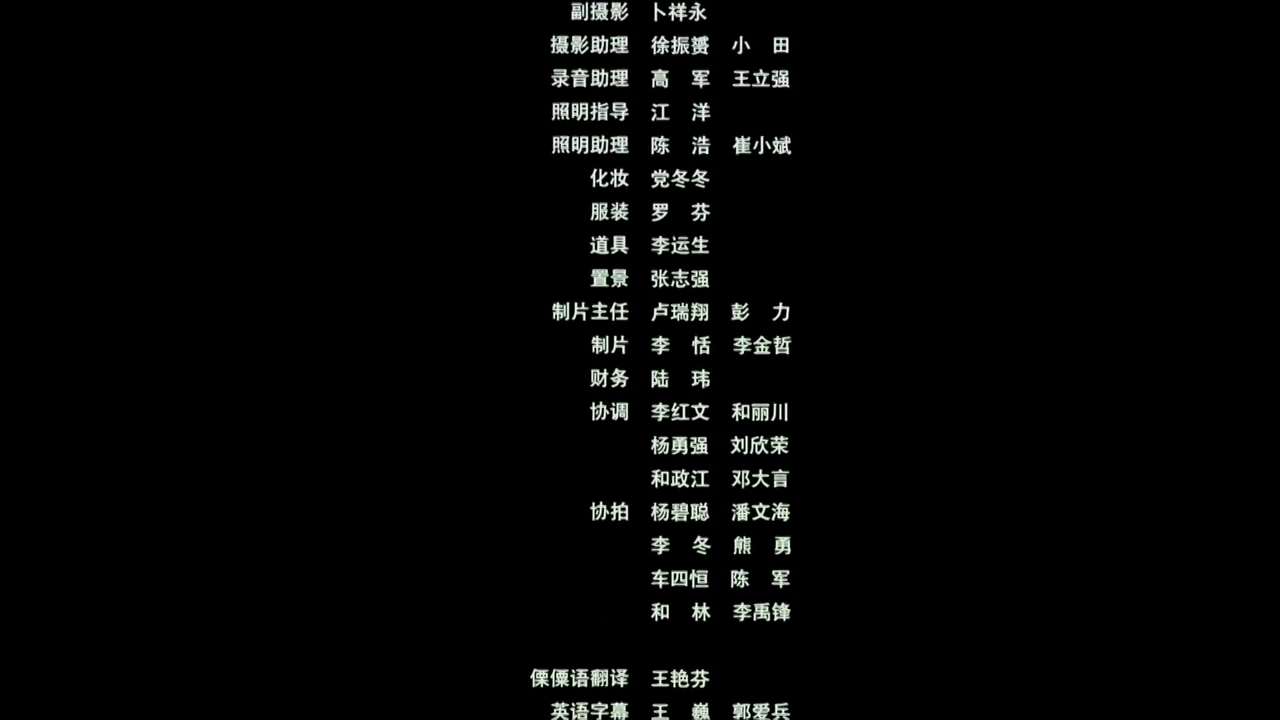 副摄影 卜祥永
摄影助理 徐振赟 小 田
录音助理 高 军 王立强
照明指导 江 洋
照明助理 陈 浩 崔小斌
化妆 党冬冬
服装 罗 芬
道具 李运生
置景 张志强
制片主任 卢瑞翔 彭 力
制片 李 恬 李金哲
财务 陆 玮
协调 李红文 和丽川
杨勇强 刘欣荣
和政江 邓大言
协拍 杨碧聪 潘文海
李 冬 熊 勇
车四恒 陈 军
和 林 李禹锋
傈僳语翻译 王艳芬
英语字幕 王 巍 郭爱兵